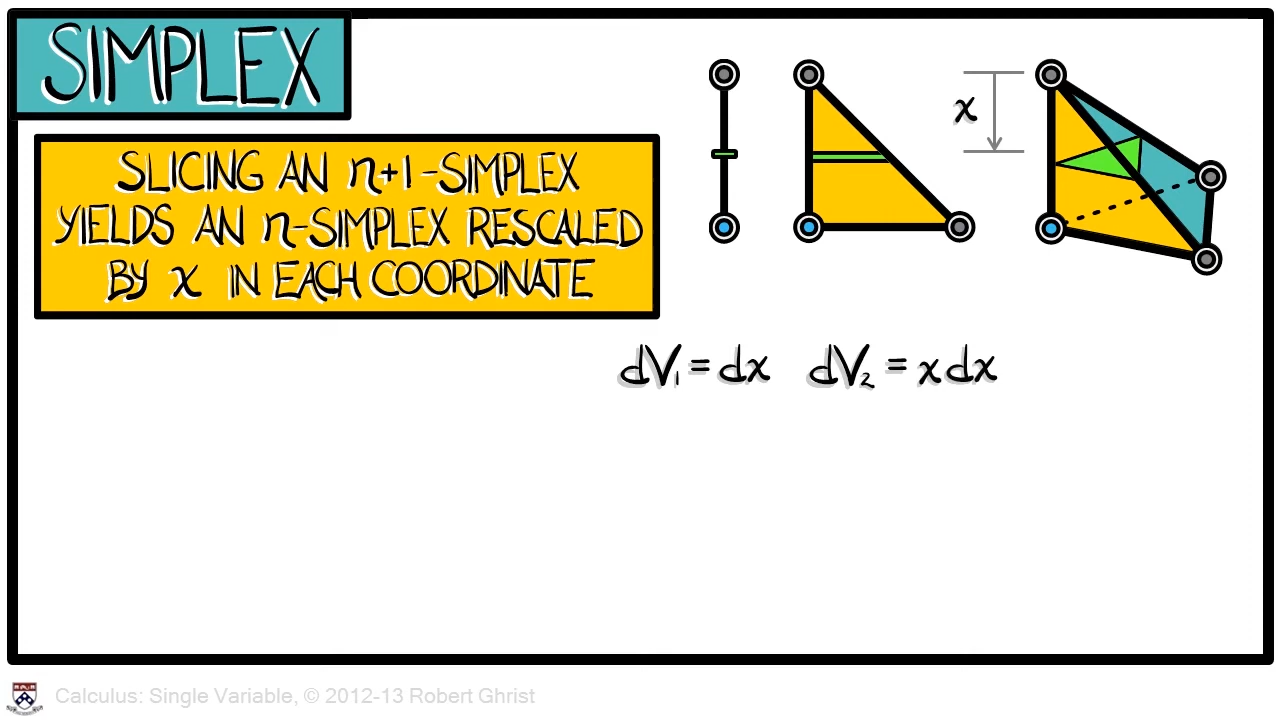 SIMPLEX
SLICING AN n+1-SIMPLEX
YIELDS AN n-SIMPLEX RESCALED
BY x IN EACH COORDINATE
x
dV₁ = dx dV₂ = x dx
Calculus: Single Variable, © 2012-13 Robert Ghrist